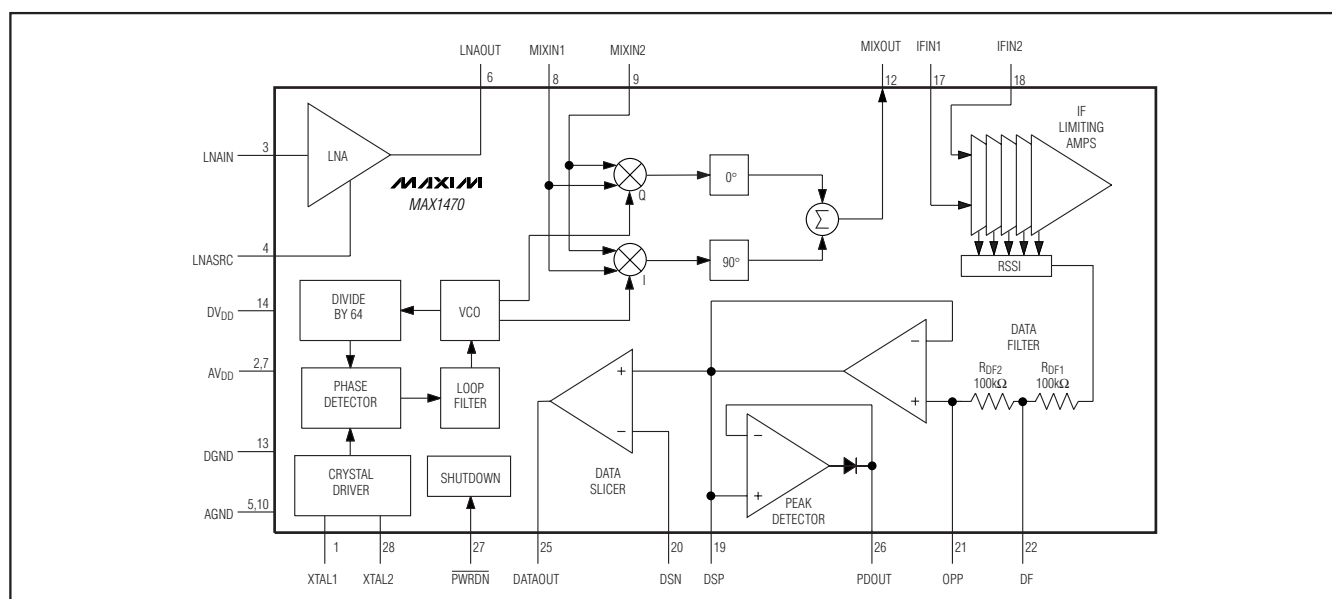 LNAOUT
MIXIN1
MIXIN2
MIXOUT
IFIN1
IFIN2
6
8
9
12
17
18
LNAIN
3
LNA
MAXIM
MAX1470
Q
0°
Σ
IF
LIMITING
AMPS
LNASRC
4
I
90°
RSSI
DVDD
14
DIVIDE
BY 64
VCO
AVDD
2,7
PHASE
DETECTOR
LOOP
FILTER
+
−
DATA
SLICER
−
+
DATA
FILTER
RDF2
100kΩ
RDF1
100kΩ
DGND
13
AGND
5,10
CRYSTAL
DRIVER
SHUTDOWN
−
+
PEAK
DETECTOR
1
28
27
25
20
19
26
21
22
XTAL1
XTAL2
PWRDN
DATAOUT
DSN
DSP
PDOUT
OPP
DF